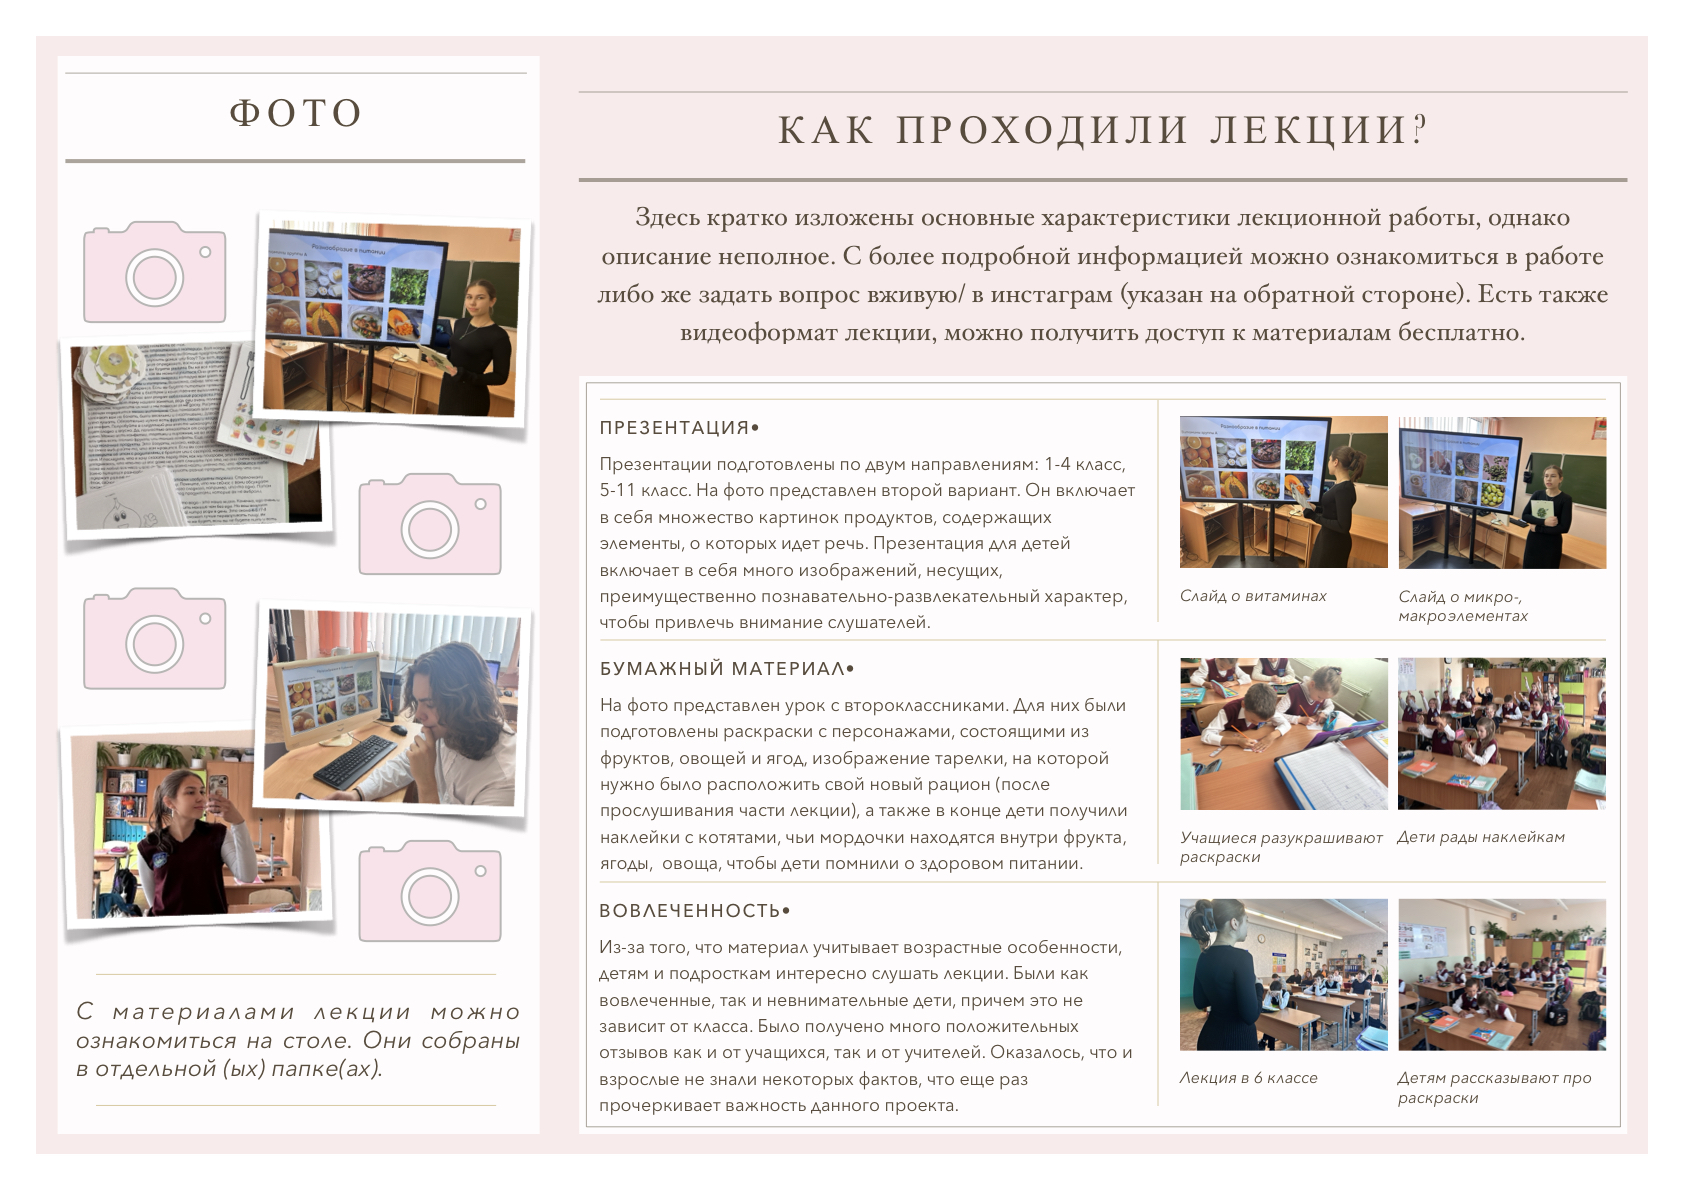 ФОТО
Разнообразие в питании
С материалами лекции можно
ознакомиться на столе. Они собраны
в отдельной (ых) папке(ах).
КАК ПРОХОДИЛИ ЛЕКЦИИ?
Здесь кратко изложены основные характеристики лекционной работы, однако
описание неполное. С более подробной информацией можно ознакомиться в работе
либо же задать вопрос вживую/ в инстаграм (указан на обратной стороне). Есть также
видеоформат лекции, можно получить доступ к материалам бесплатно.
ПРЕЗЕНТАЦИЯ•
Презентации подготовлены по двум направлениям: 1-4 класс,
5-11 класс. На фото представлен второй вариант. Он включает
в себя множество картинок продуктов, содержащих
элементы, о которых идет речь. Презентация для детей
включает в себя много изображений, несущих,
преимущественно познавательно-развлекательный характер,
чтобы привлечь внимание слушателей.
Разнообразие в питании
Слайд о витаминах
Слайд о микро-,
макроэлементах
БУМАЖНЫЙ МАТЕРИАЛ•
На фото представлен урок с второклассниками. Для них были
подготовлены раскраски с персонажами, состоящими из
фруктов, овощей и ягод, изображение тарелки, на которой
нужно было расположить свой новый рацион (после
прослушивания части лекции), а также в конце дети получили
наклейки с котятами, чьи мордочки находятся внутри фрукта,
ягоды,  овоща, чтобы дети помнили о здоровом питании.
Учащиеся разукрашивают
раскраски
Дети рады наклейкам
ВОВЛЕЧЕННОСТЬ•
Из-за того, что материал учитывает возрастные особенности,
детям и подросткам интересно слушать лекции. Были как
вовлеченные, так и невнимательные дети, причем это не
зависит от класса. Было получено много положительных
отзывов как и от учащихся, так и от учителей. Оказалось, что и
взрослые не знали некоторых фактов, что еще раз
прочеркивает важность данного проекта.
Лекция в 6 классе
Детям рассказывают про
раскраски